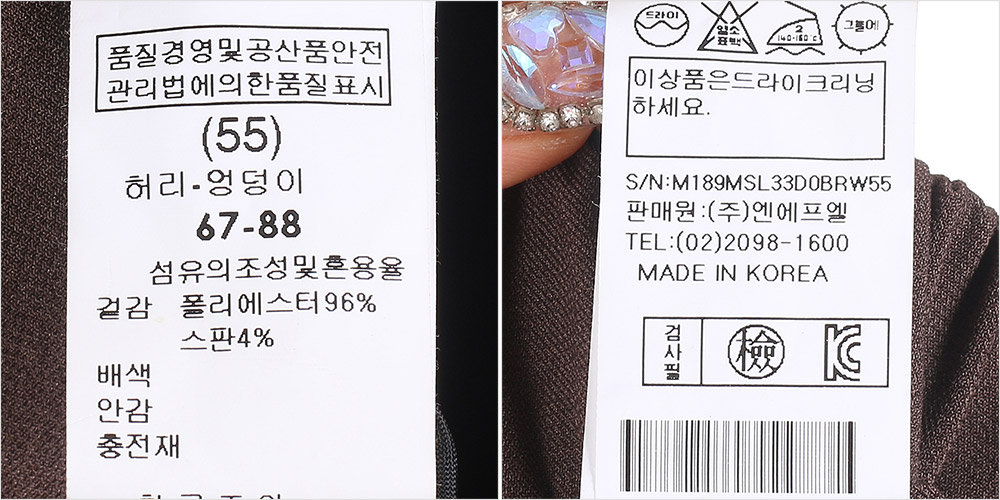 품질경영및공산품안전
관리법에의한품질표시
(55)
허리-엉덩이
67-88
섬유의조성및혼용율
겉감 폴리에스터96%
스판4%
배색
안감
충전재
드라이
염소
표백
2
140-160℃
그늘에
이상품은드라이크리닝
하세요.
S/N:M189MSL33D0BRW55
판매원:(주)엔에프엘
TEL:(02)2098-1600
MADE IN KOREA
검사필 檢 KC